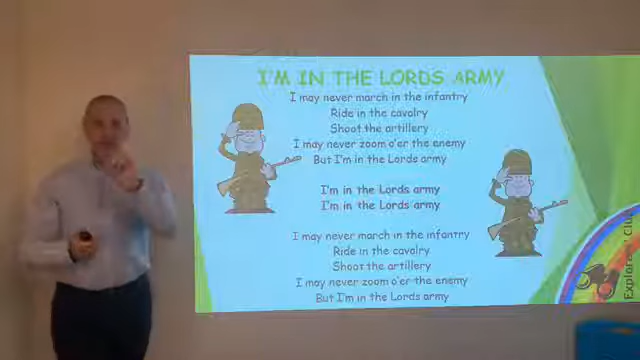 I'M IN THE LORDS ARMY
I may never march in the infantry
Ride in the cavalry
Shoot the artillery
I may never zoom o'er the enemy
But I'm in the Lords army
I'm in the Lords army
I'm in the Lords army
I may never march in the infantry
Ride in the cavalry
Shoot the artillery
I may never zoom o'er the enemy
But I'm in the Lords army